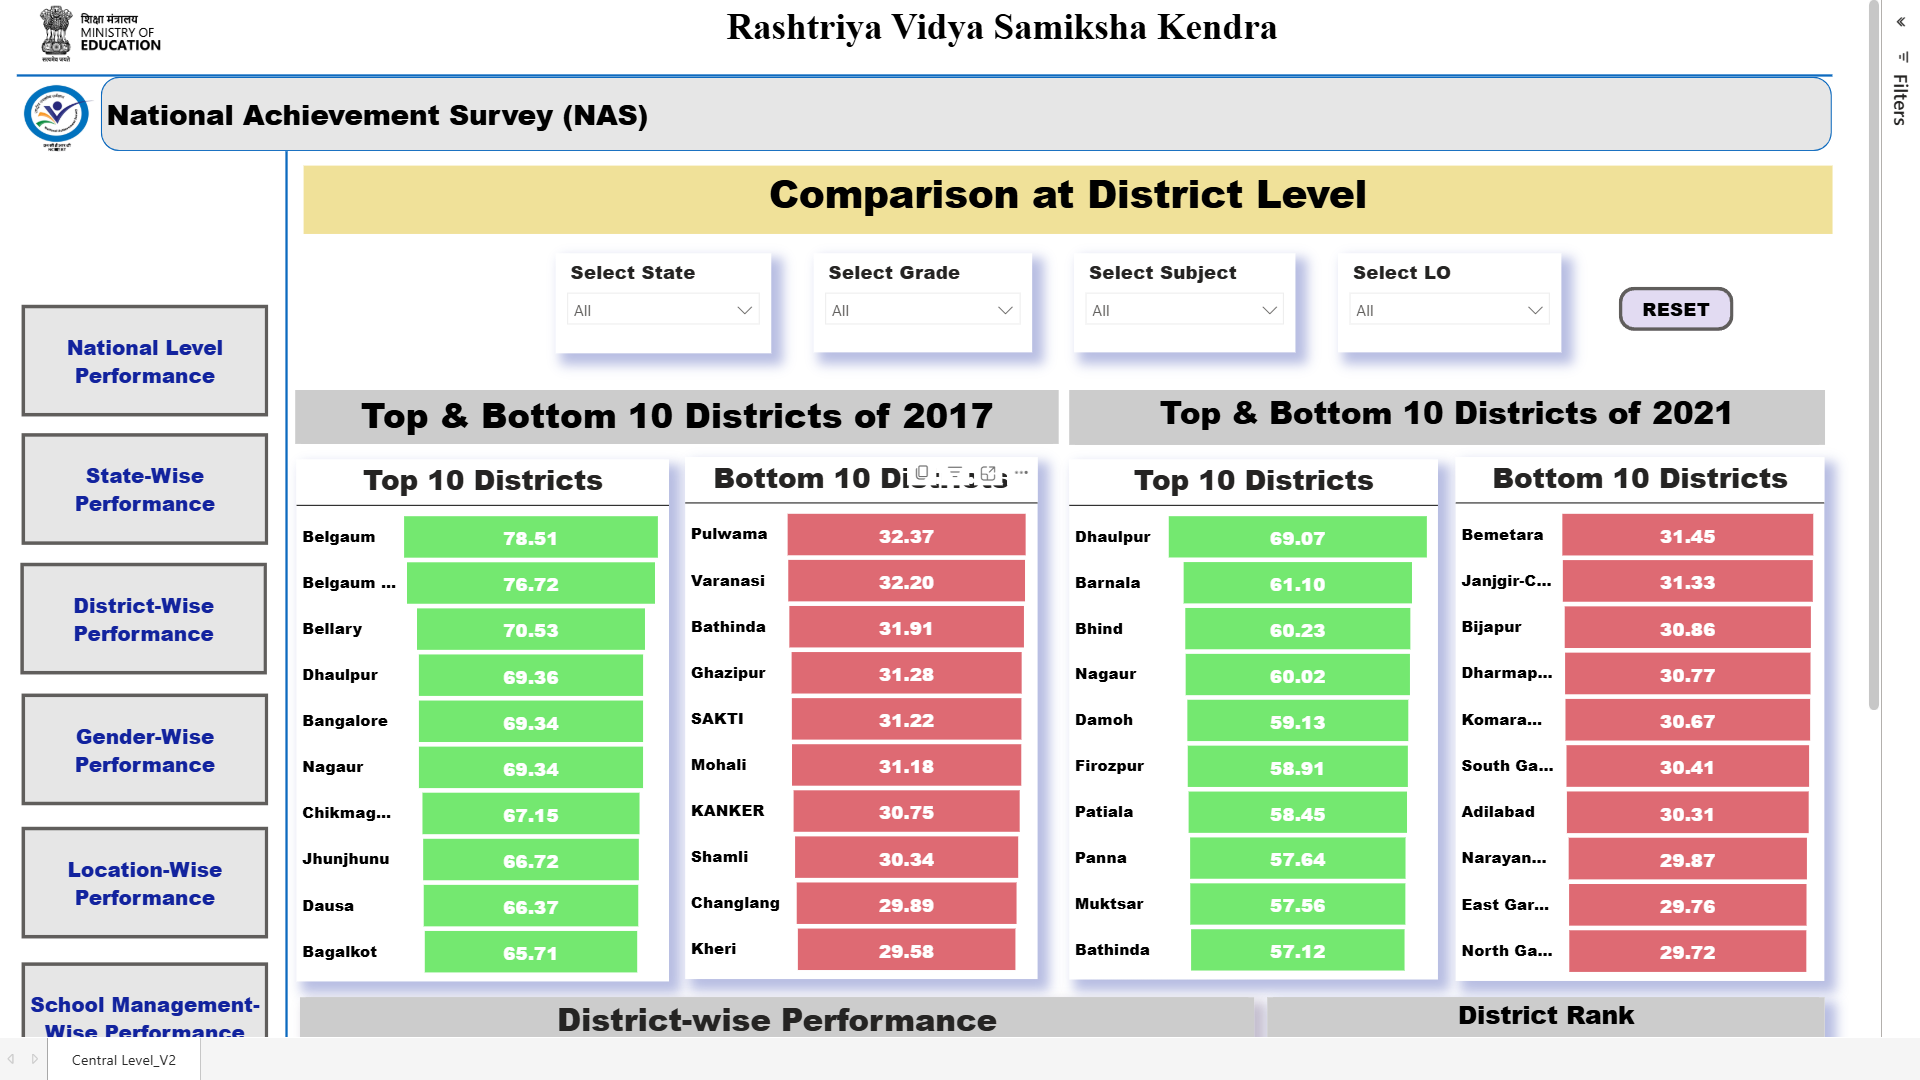 शिक्षा मंत्रालय
MINISTRY OF
EDUCATION
सत्यमेव जयते
Rashtriya Vidya Samiksha Kendra
Filters
National Achievement Survey (NAS)
Comparison at District Level
Select State
All
Select Grade
All
Select Subject
All
Select LO
All
RESET
National Level
Performance
State-Wise
Performance
District-Wise
Performance
Gender-Wise
Performance
Location-Wise
Performance
School Management-
Wise Performance
Top & Bottom 10 Districts of 2017
Top 10 Districts
Belgaum 78.51
Belgaum ... 76.72
Bellary 70.53
Dhaulpur 69.36
Bangalore 69.34
Nagaur 69.34
Chikmag... 67.15
Jhunjhunu 66.72
Dausa 66.37
Bagalkot 65.71
Bottom 10 Districts
Pulwama 32.37
Varanasi 32.20
Bathinda 31.91
Ghazipur 31.28
SAKTI 31.22
Mohali 31.18
KANKER 30.75
Shamli 30.34
Changlang 29.89
Kheri 29.58
Top & Bottom 10 Districts of 2021
Top 10 Districts
Dhaulpur 69.07
Barnala 61.10
Bhind 60.23
Nagaur 60.02
Damoh 59.13
Firozpur 58.91
Patiala 58.45
Panna 57.64
Muktsar 57.56
Bathinda 57.12
Bottom 10 Districts
Bemetara 31.45
Janjgir-C... 31.33
Bijapur 30.86
Dharmap... 30.77
Komara... 30.67
South Ga... 30.41
Adilabad 30.31
Narayan... 29.87
East Gar... 29.76
North Ga... 29.72
District-wise Performance
District Rank
Central Level_V2